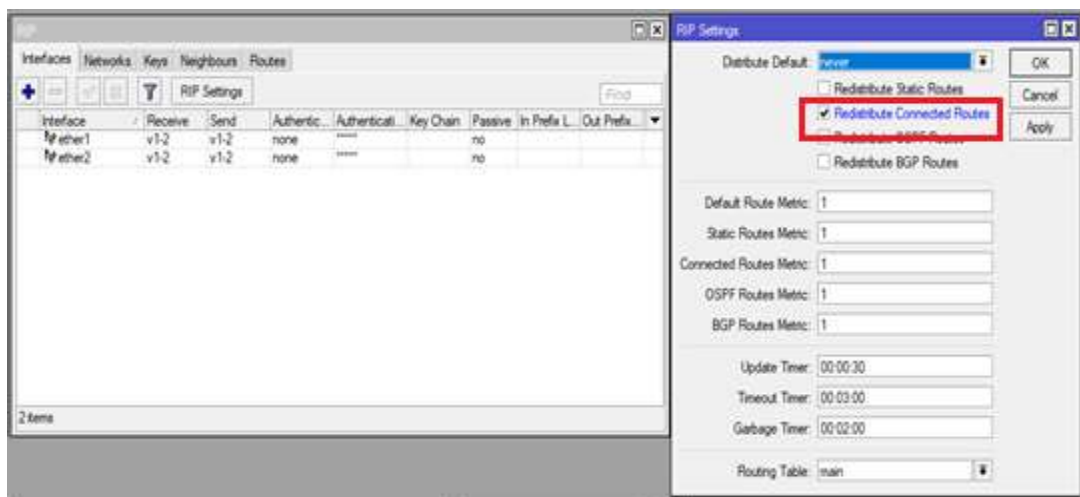 RIP
Interfaces Networks Keys Neighbours Routes
RIP Settings
Find
Interface Receive Send Authentic... Authenticati... Key Chain Passive In Prefix L... Out Prefix...
ether1 v1-2 v1-2 none ***** no
ether2 v1-2 v1-2 none ***** no
2 items
RIP Settings
Distribute Default: never
OK
Redistribute Static Routes
Cancel
Redistribute Connected Routes
Apply
Redistribute OSPF Routes
Redistribute BGP Routes
Default Route Metric: 1
Static Routes Metric: 1
Connected Routes Metric: 1
OSPF Routes Metric: 1
BGP Routes Metric: 1
Update Timer: 00:00:30
Timeout Timer: 00:03:00
Garbage Timer: 00:02:00
Routing Table: main